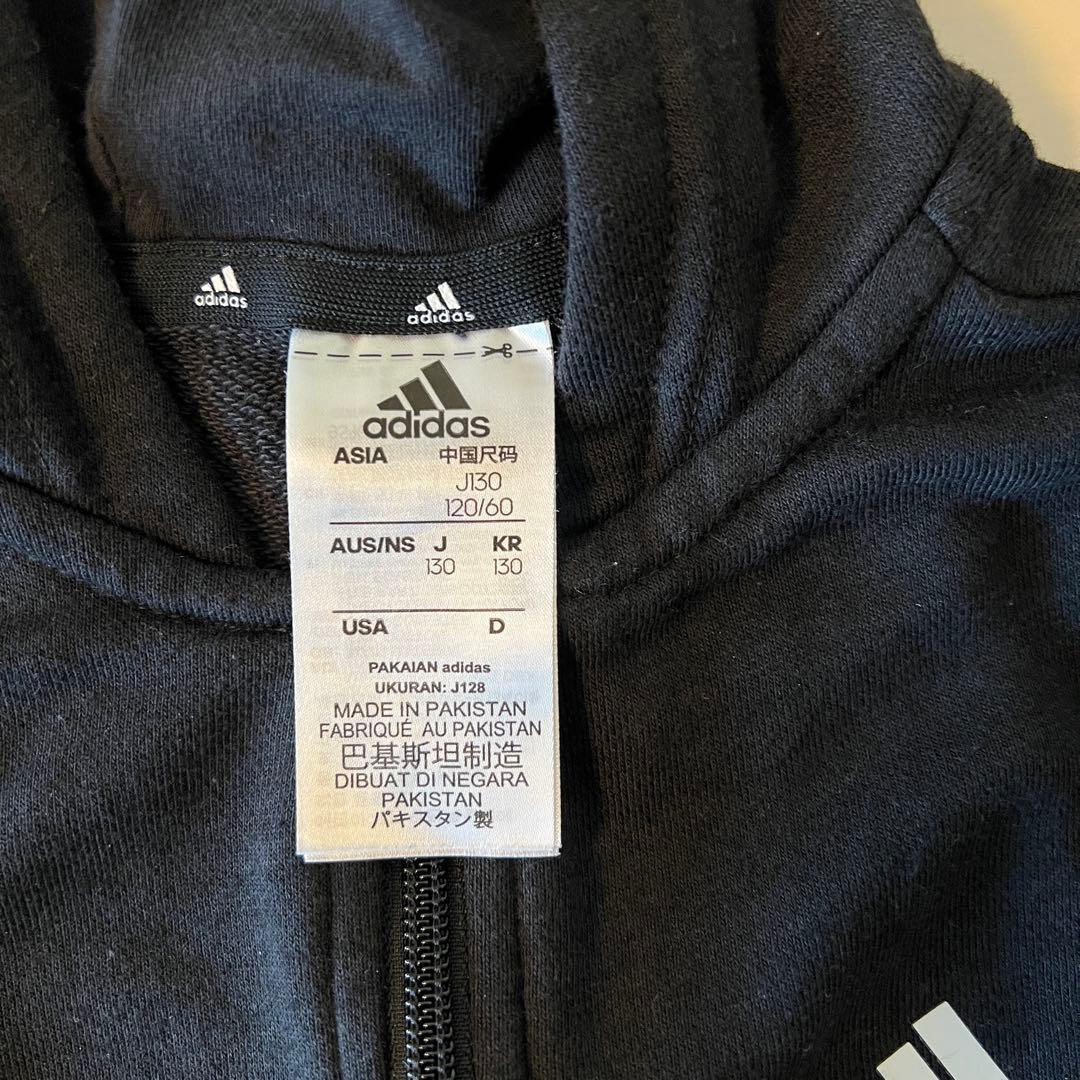 adidas
adidas
adidas
ASIA 中国尺码
J130
120/60
AUS/NS J KR
130 130
USA D
PAKAIAN adidas
UKURAN: J128
MADE IN PAKISTAN
FABRIQUÉ AU PAKISTAN
巴基斯坦制造
DIBUAT DI NEGARA
PAKISTAN
パキスタン製